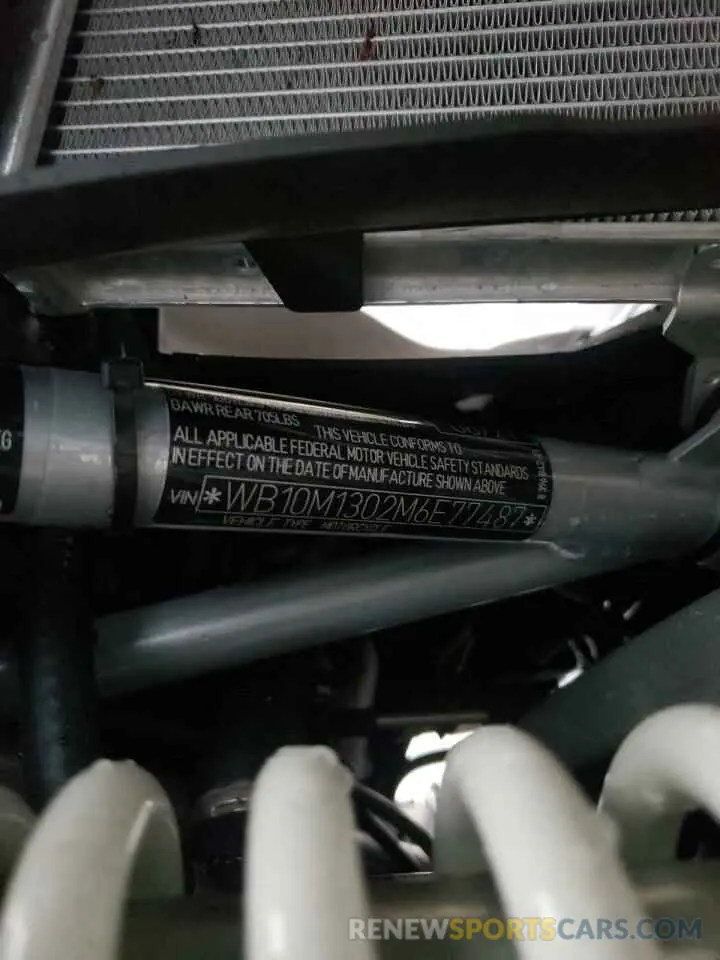 GAWR REAR 705LBS
THIS VEHICLE CONFORMS TO
ALL APPLICABLE FEDERAL MOTOR VEHICLE SAFETY STANDARDS
IN EFFECT ON THE DATE OF MANUFACTURE SHOWN ABOVE
VIN *WB10M1302M6E77487*
VEHICLE TYPE MOTORCYCLE
RENEWSPORTSCARS.COM